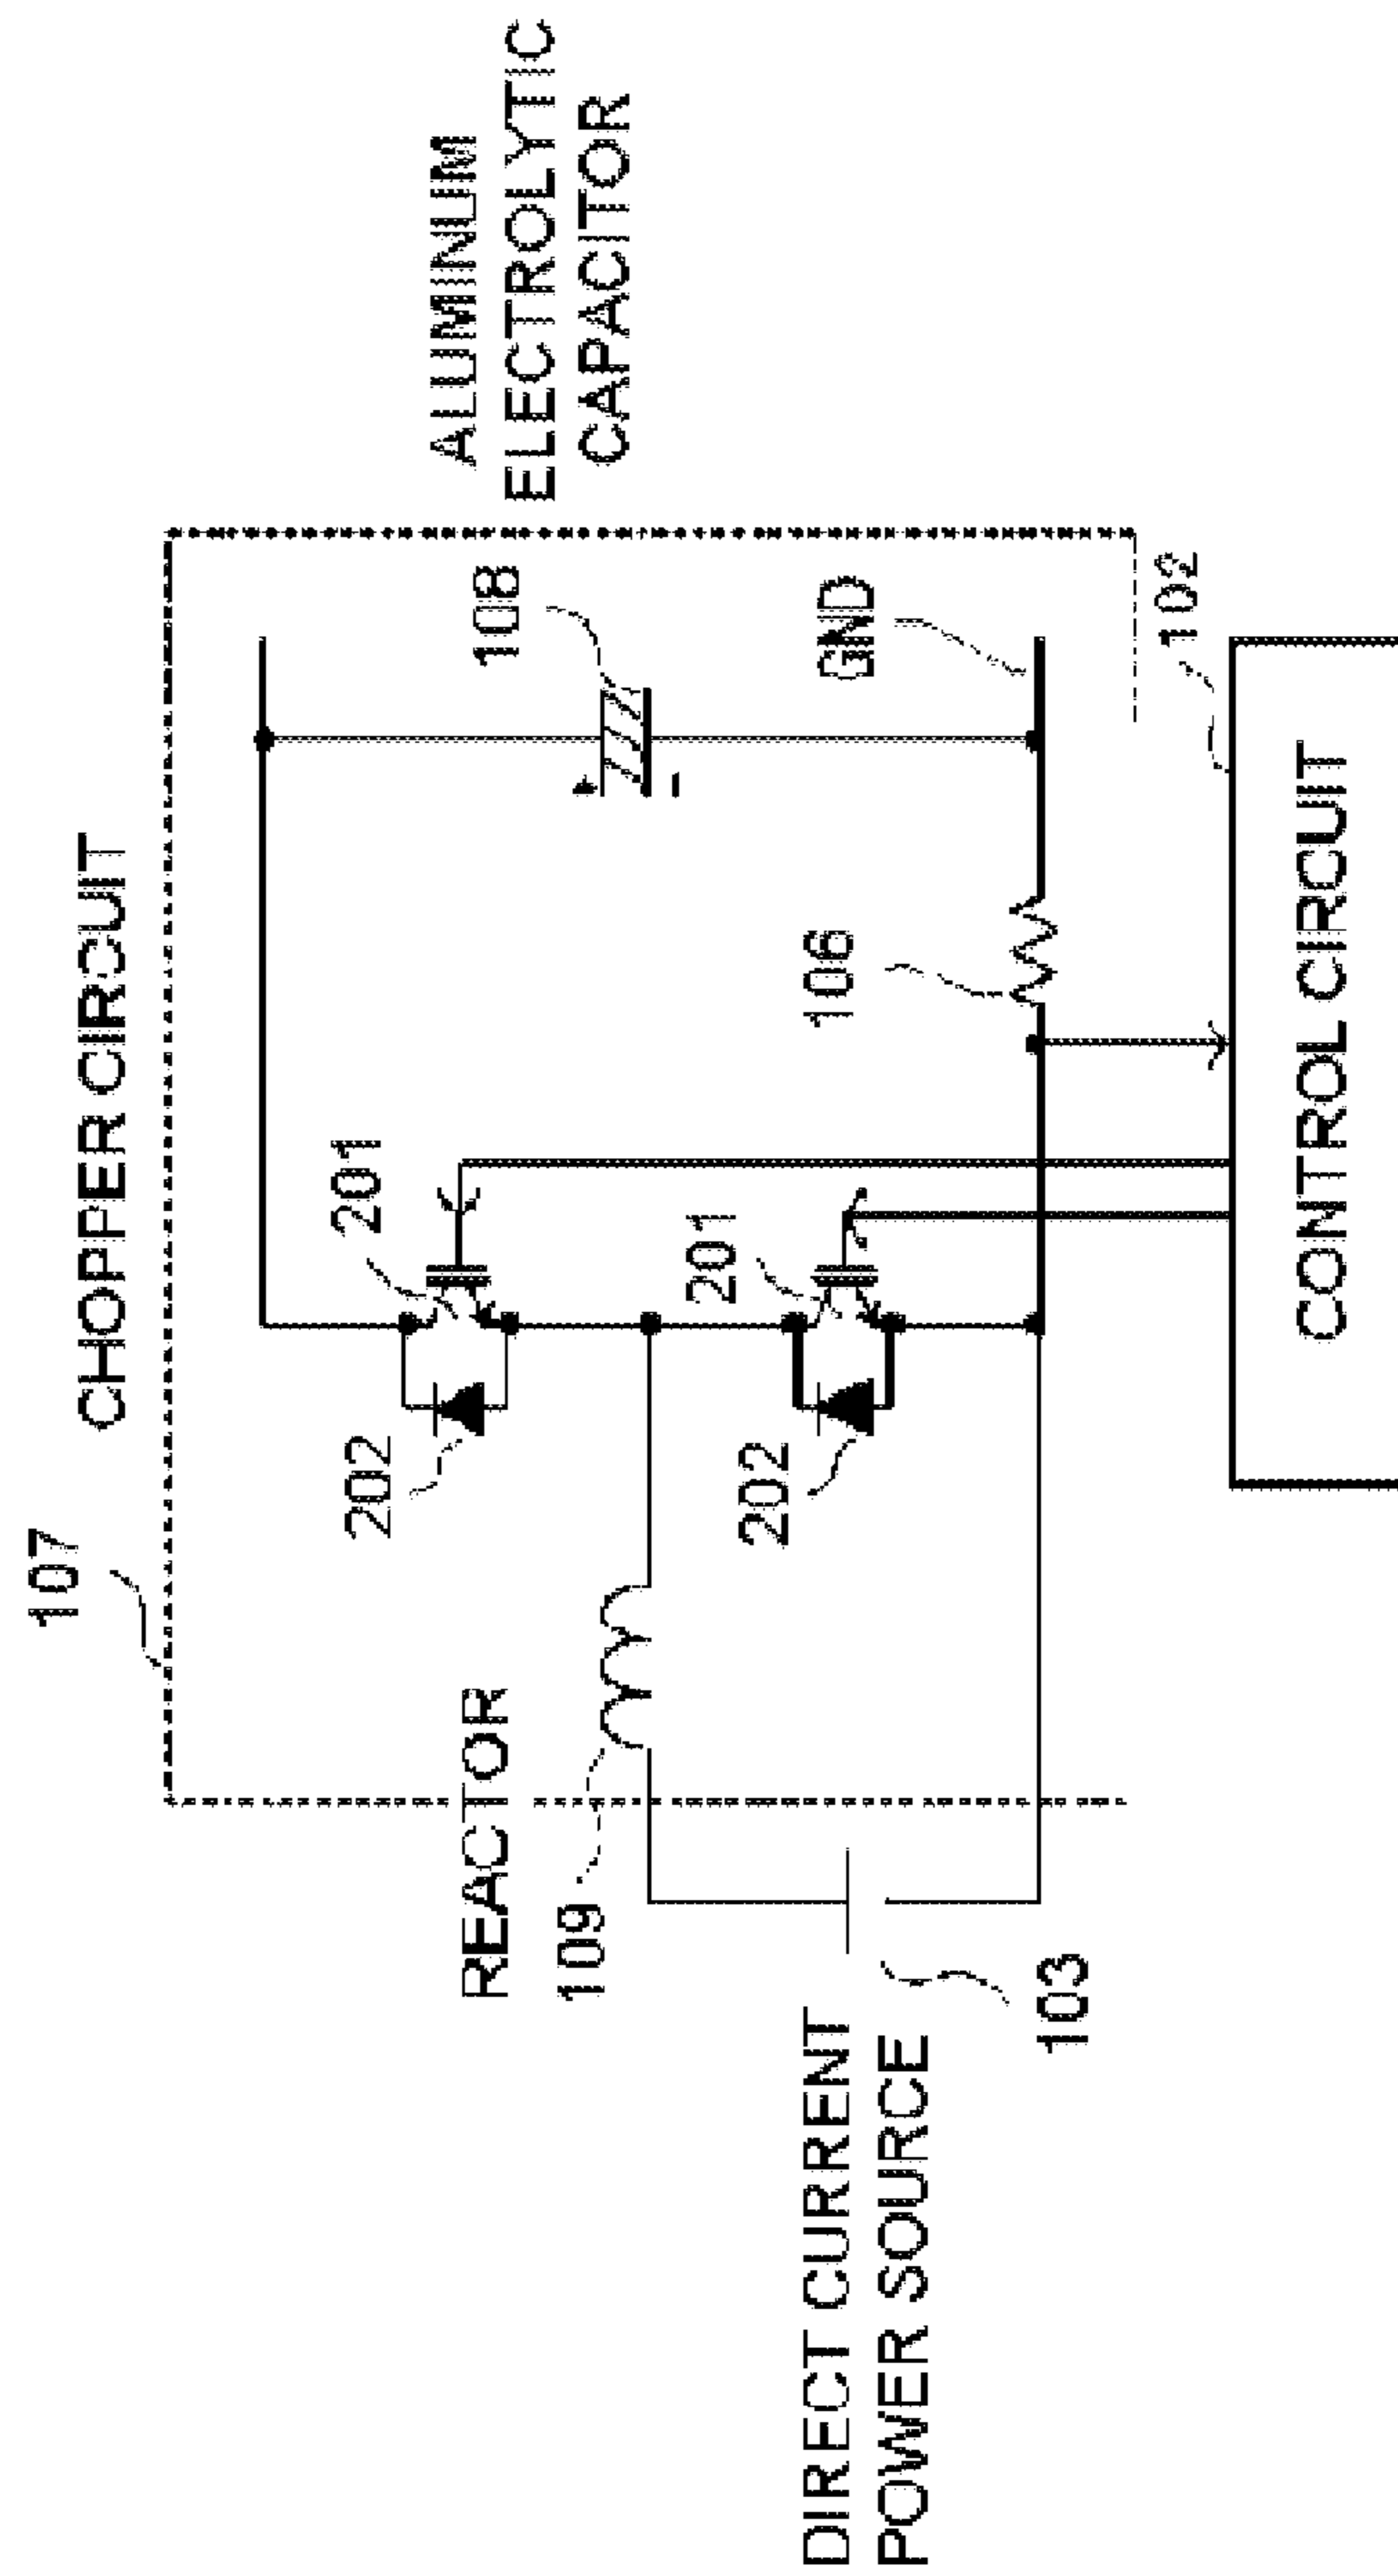 CHOPPER CIRCUIT
107
REACTOR
109
202
201
202
201
108
ALUMINUM
ELECTROLYTIC
CAPACITOR
GND
106
DIRECT CURRENT
POWER SOURCE
103
102
CONTROL CIRCUIT